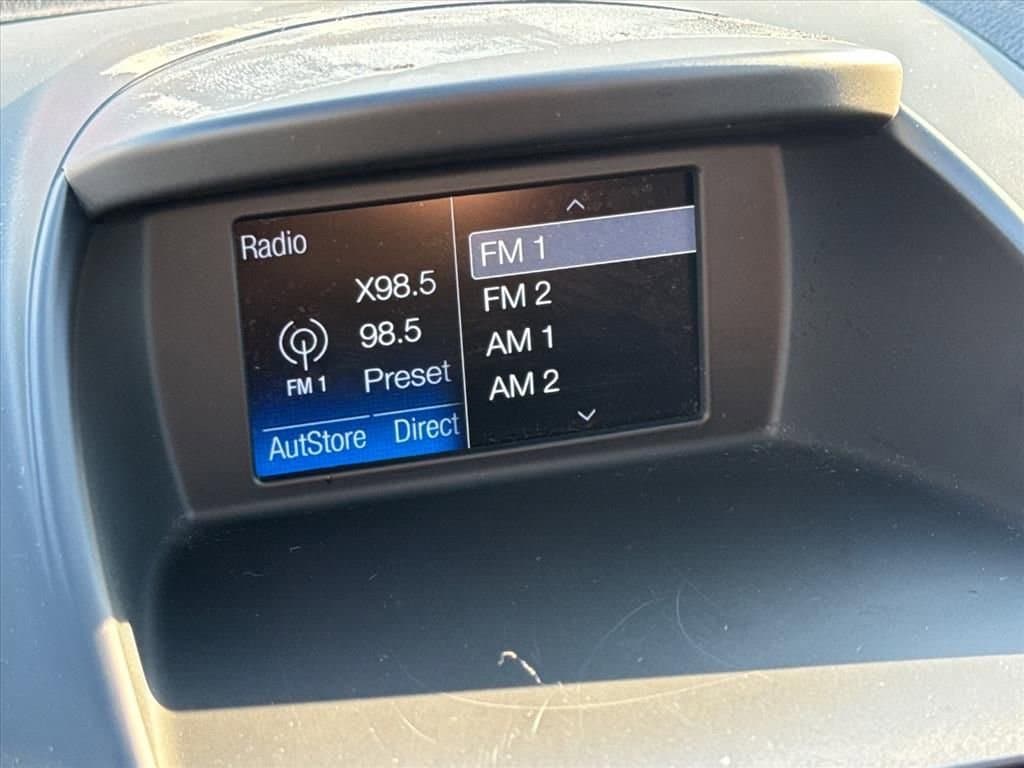 Radio
X98.5
98.5
FM 1
Preset
AutStore
Direct
FM 1
FM 2
AM 1
AM 2